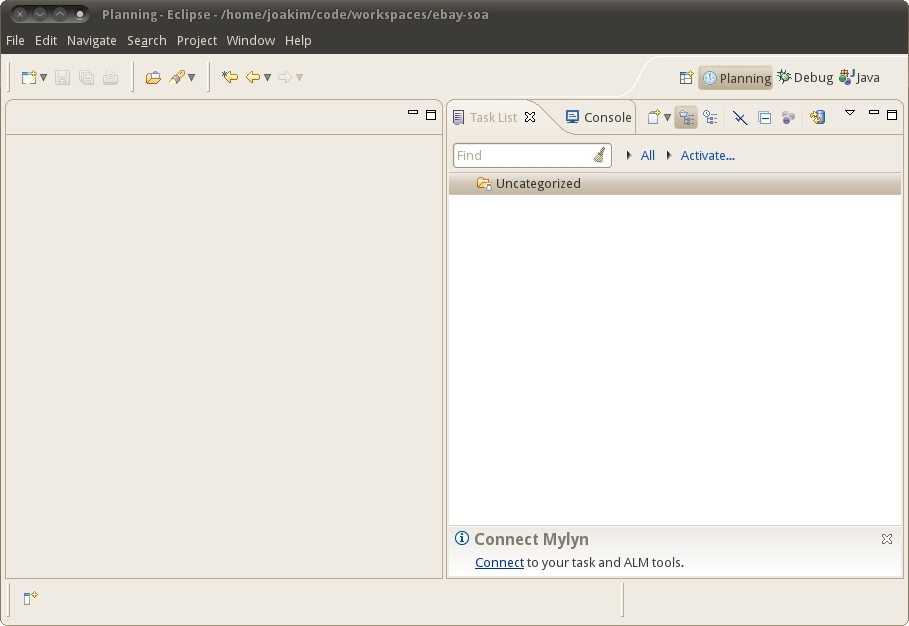 Planning - Eclipse - /home/joakim/code/workspaces/ebay-soa
File Edit Navigate Search Project Window Help
Planning Debug Java
Task List Console
Find All Activate...
Uncategorized
Connect Mylyn
Connect to your task and ALM tools.